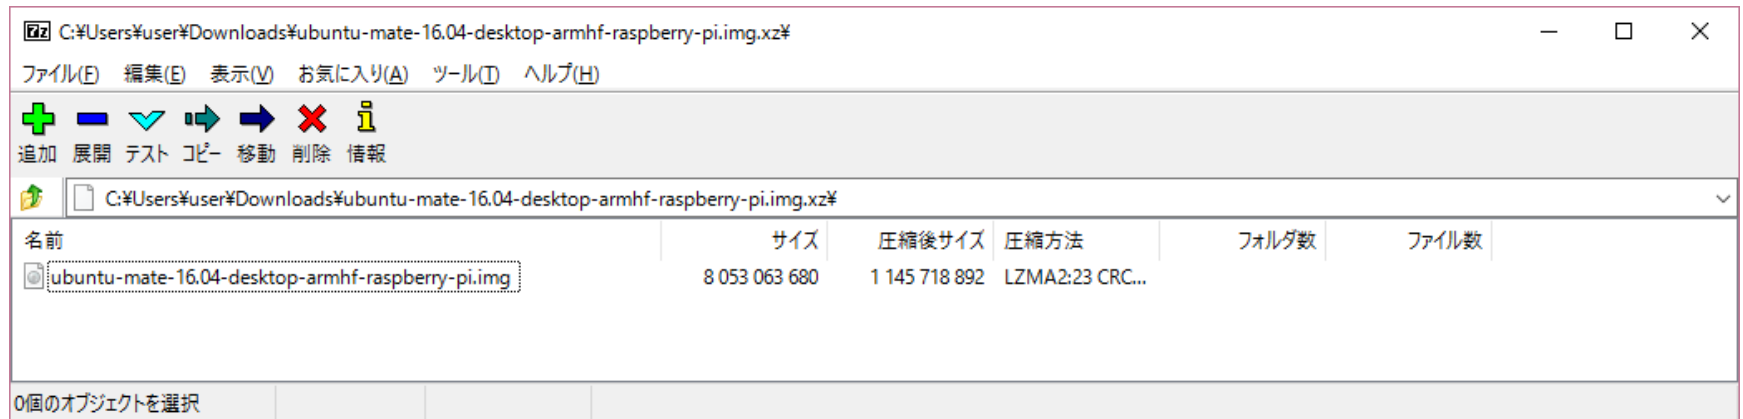 7z C:¥Users¥user¥Downloads¥ubuntu-mate-16.04-desktop-armhf-raspberry-pi.img.xz¥
ファイル(F) 編集(E) 表示(V) お気に入り(A) ツール(T) ヘルプ(H)
追加 展開 テスト コピー 移動 削除 情報
C:¥Users¥user¥Downloads¥ubuntu-mate-16.04-desktop-armhf-raspberry-pi.img.xz¥
名前 サイズ 圧縮後サイズ 圧縮方法 フォルダ数 ファイル数
ubuntu-mate-16.04-desktop-armhf-raspberry-pi.img 8 053 063 680 1 145 718 892 LZMA2:23 CRC...
0個のオブジェクトを選択